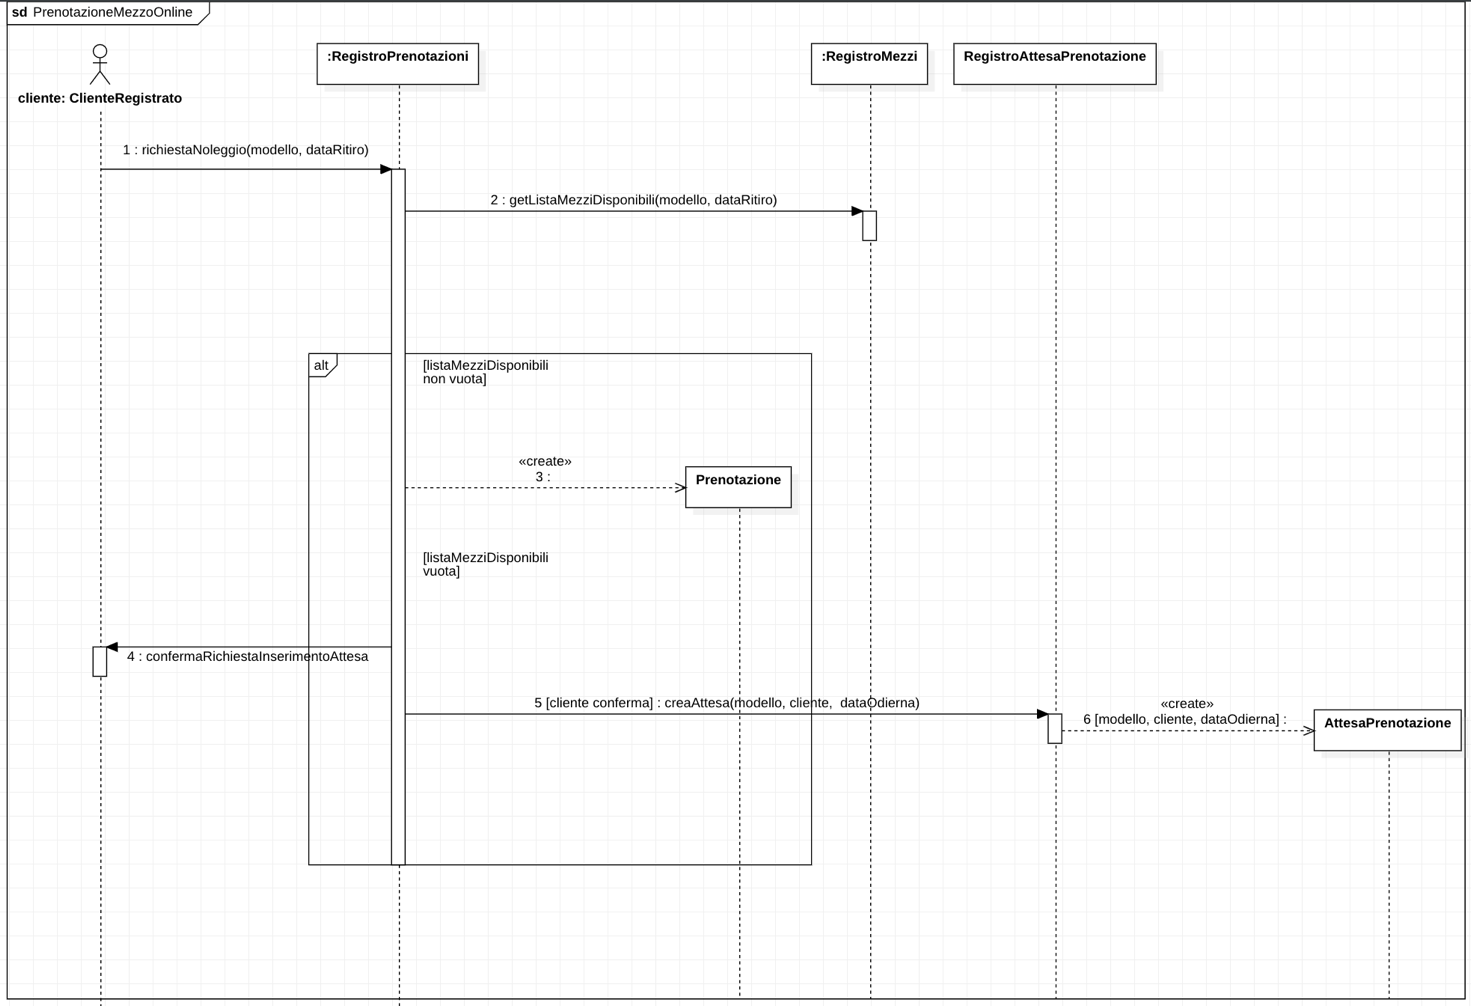 sd PrenotazioneMezzoOnline
:RegistroPrenotazioni
:RegistroMezzi
RegistroAttesaPrenotazione
cliente: ClienteRegistrato
1 : richiestaNoleggio(modello, dataRitiro)
2 : getListaMezziDisponibili(modello, dataRitiro)
alt
[listaMezziDisponibili
non vuota]
«create»
3 :
Prenotazione
[listaMezziDisponibili
vuota]
4 : confermaRichiestaInserimentoAttesa
5 [cliente conferma] : creaAttesa(modello, cliente,  dataOdierna)
«create»
6 [modello, cliente, dataOdierna] :
AttesaPrenotazione